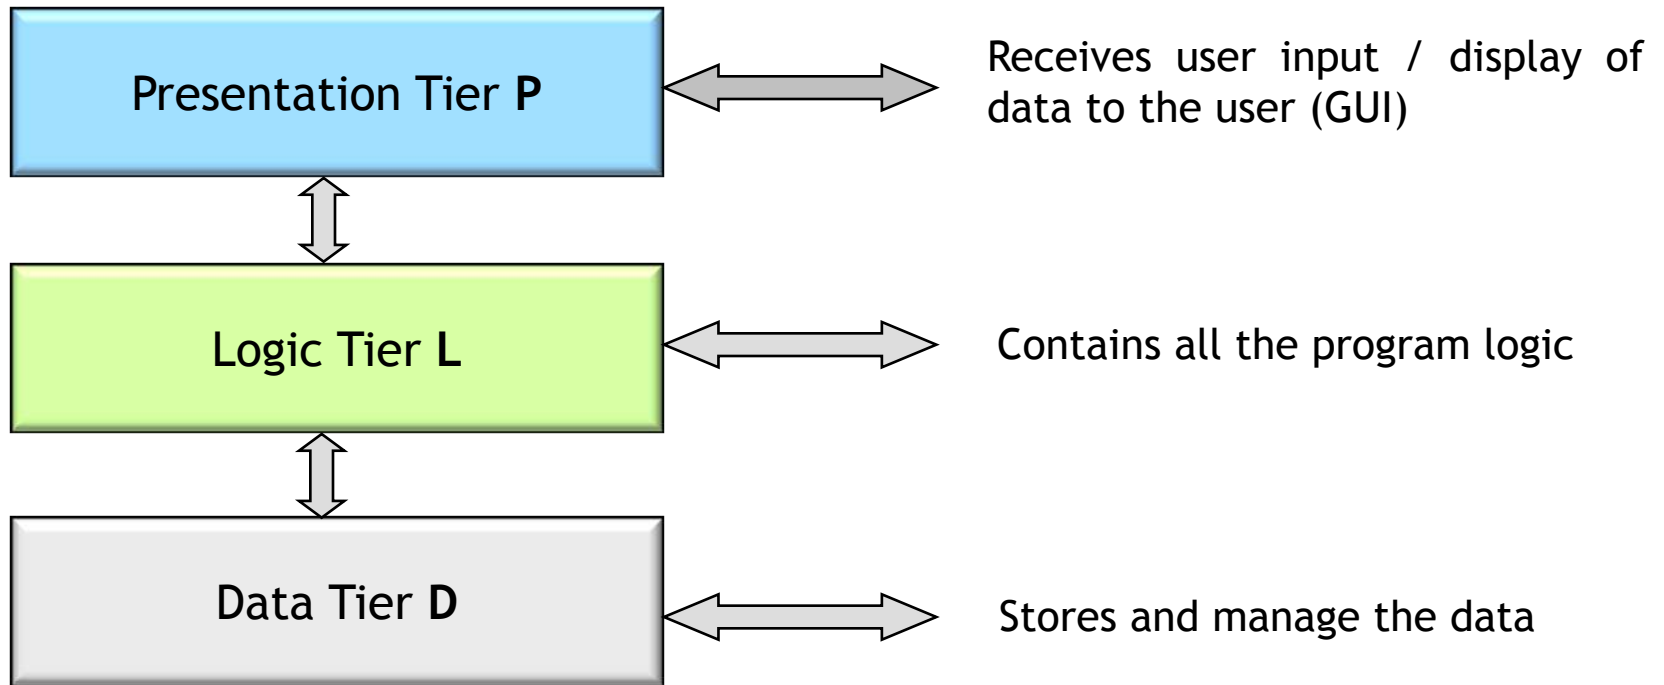 Presentation Tier P
Receives user input / display of
data to the user (GUI)
Logic Tier L
Contains all the program logic
Data Tier D
Stores and manage the data